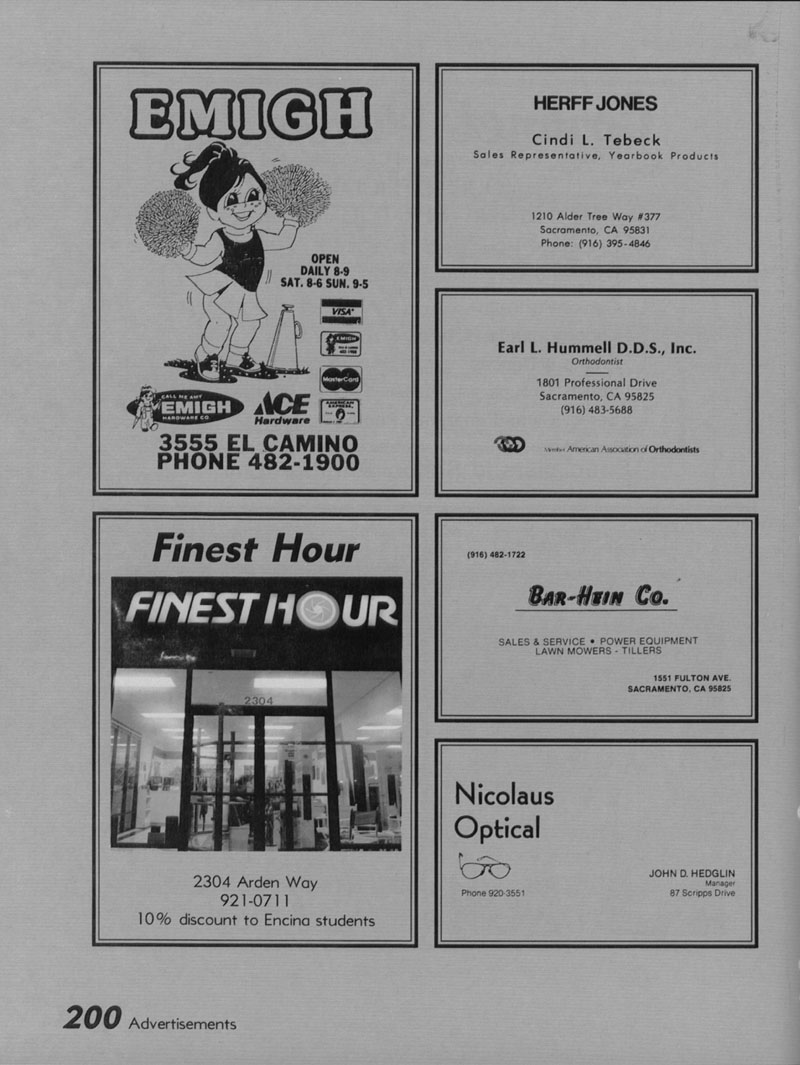 EMIGH
OPEN
DAILY 8-9
SAT. 8-6 SUN. 9-5
VISA
EMIGH
482-1900
MasterCard
AMERICAN
EXPRESS
CALL ME AMY
EMIGH
HARDWARE CO
ACE
Hardware
3555 EL CAMINO
PHONE 482-1900
Finest Hour
FINEST HOUR
2304
2304 Arden Way
921-0711
10% discount to Encina students
HERFF JONES
Cindi L. Tebeck
Sales Representative, Yearbook Products
1210 Alder Tree Way #377
Sacramento, CA 95831
Phone: (916) 395-4846
Earl L. Hummell D.D.S., Inc.
Orthodontist
1801 Professional Drive
Sacramento, CA 95825
(916) 483-5688
Member American Association of Orthodontists
(916) 482-1722
BAR-HEIN CO.
SALES & SERVICE • POWER EQUIPMENT
LAWN MOWERS - TILLERS
1551 FULTON AVE.
SACRAMENTO, CA 95825
Nicolaus
Optical
Phone 920-3551
JOHN D. HEDGLIN
Manager
87 Scripps Drive
200 Advertisements